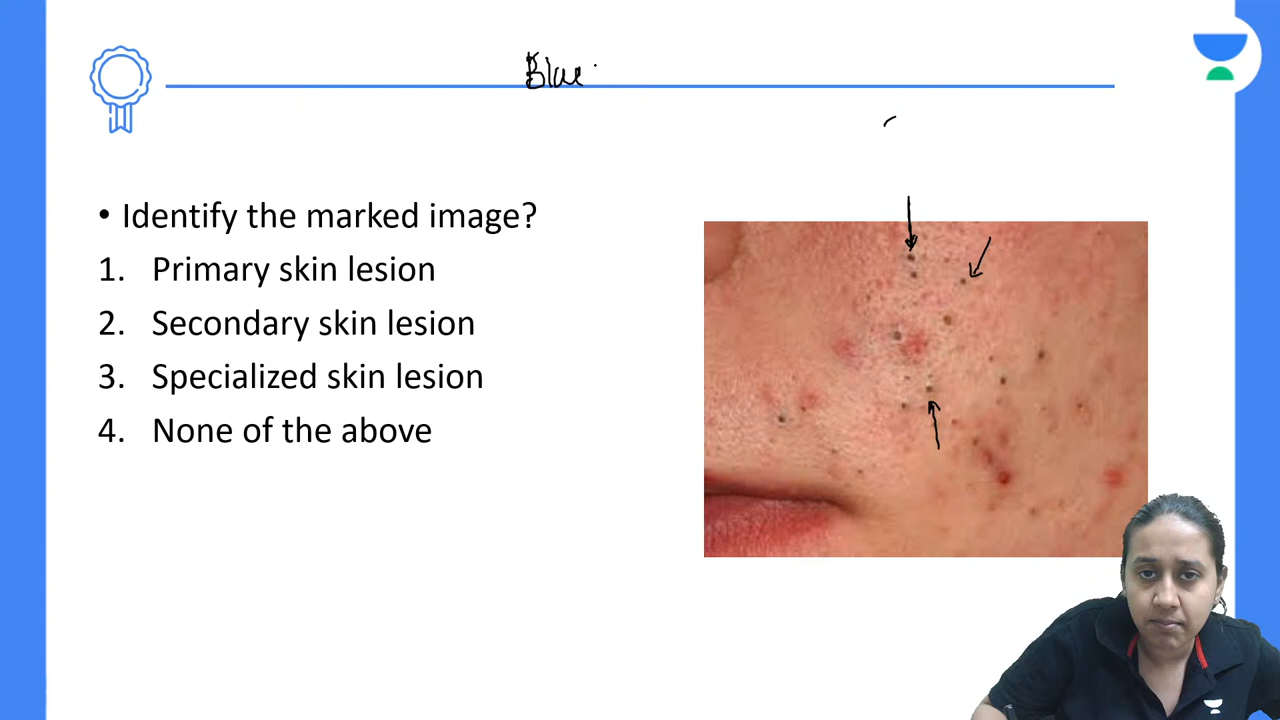 • Identify the marked image?
1. Primary skin lesion
2. Secondary skin lesion
3. Specialized skin lesion
4. None of the above